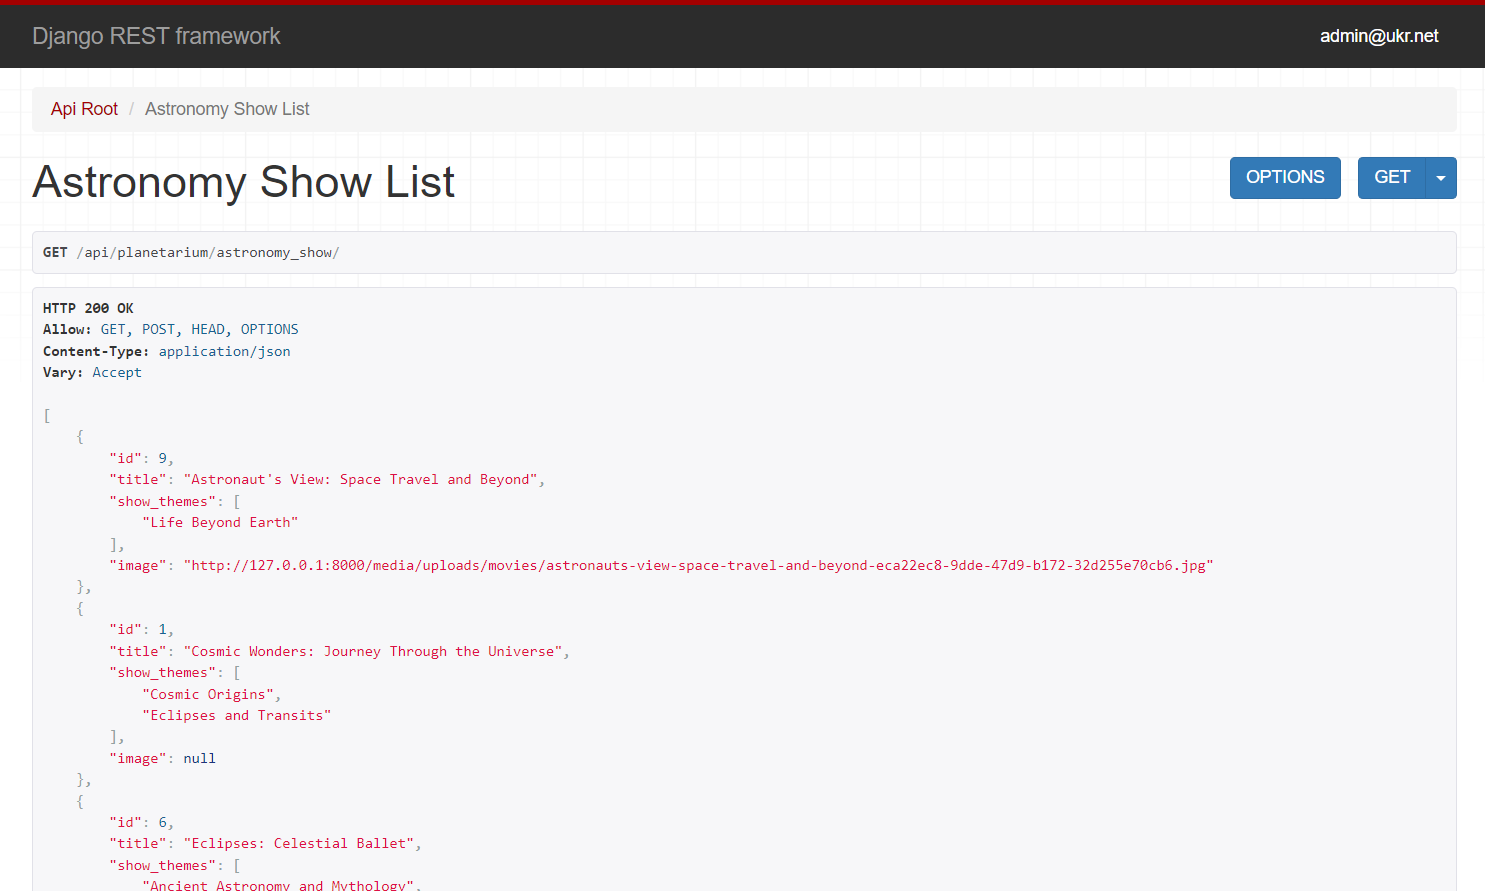 Django REST framework
admin@ukr.net
Api Root / Astronomy Show List
Astronomy Show List
OPTIONS
GET
GET /api/planetarium/astronomy_show/
HTTP 200 OK
Allow: GET, POST, HEAD, OPTIONS
Content-Type: application/json
Vary: Accept
[
    {
        "id": 9,
        "title": "Astronaut's View: Space Travel and Beyond",
        "show_themes": [
            "Life Beyond Earth"
        ],
        "image": "http://127.0.0.1:8000/media/uploads/movies/astronauts-view-space-travel-and-beyond-eca22ec8-9dde-47d9-b172-32d255e70cb6.jpg"
    },
    {
        "id": 1,
        "title": "Cosmic Wonders: Journey Through the Universe",
        "show_themes": [
            "Cosmic Origins",
            "Eclipses and Transits"
        ],
        "image": null
    },
    {
        "id": 6,
        "title": "Eclipses: Celestial Ballet",
        "show_themes": [
            "Ancient Astronomy and Mythology",